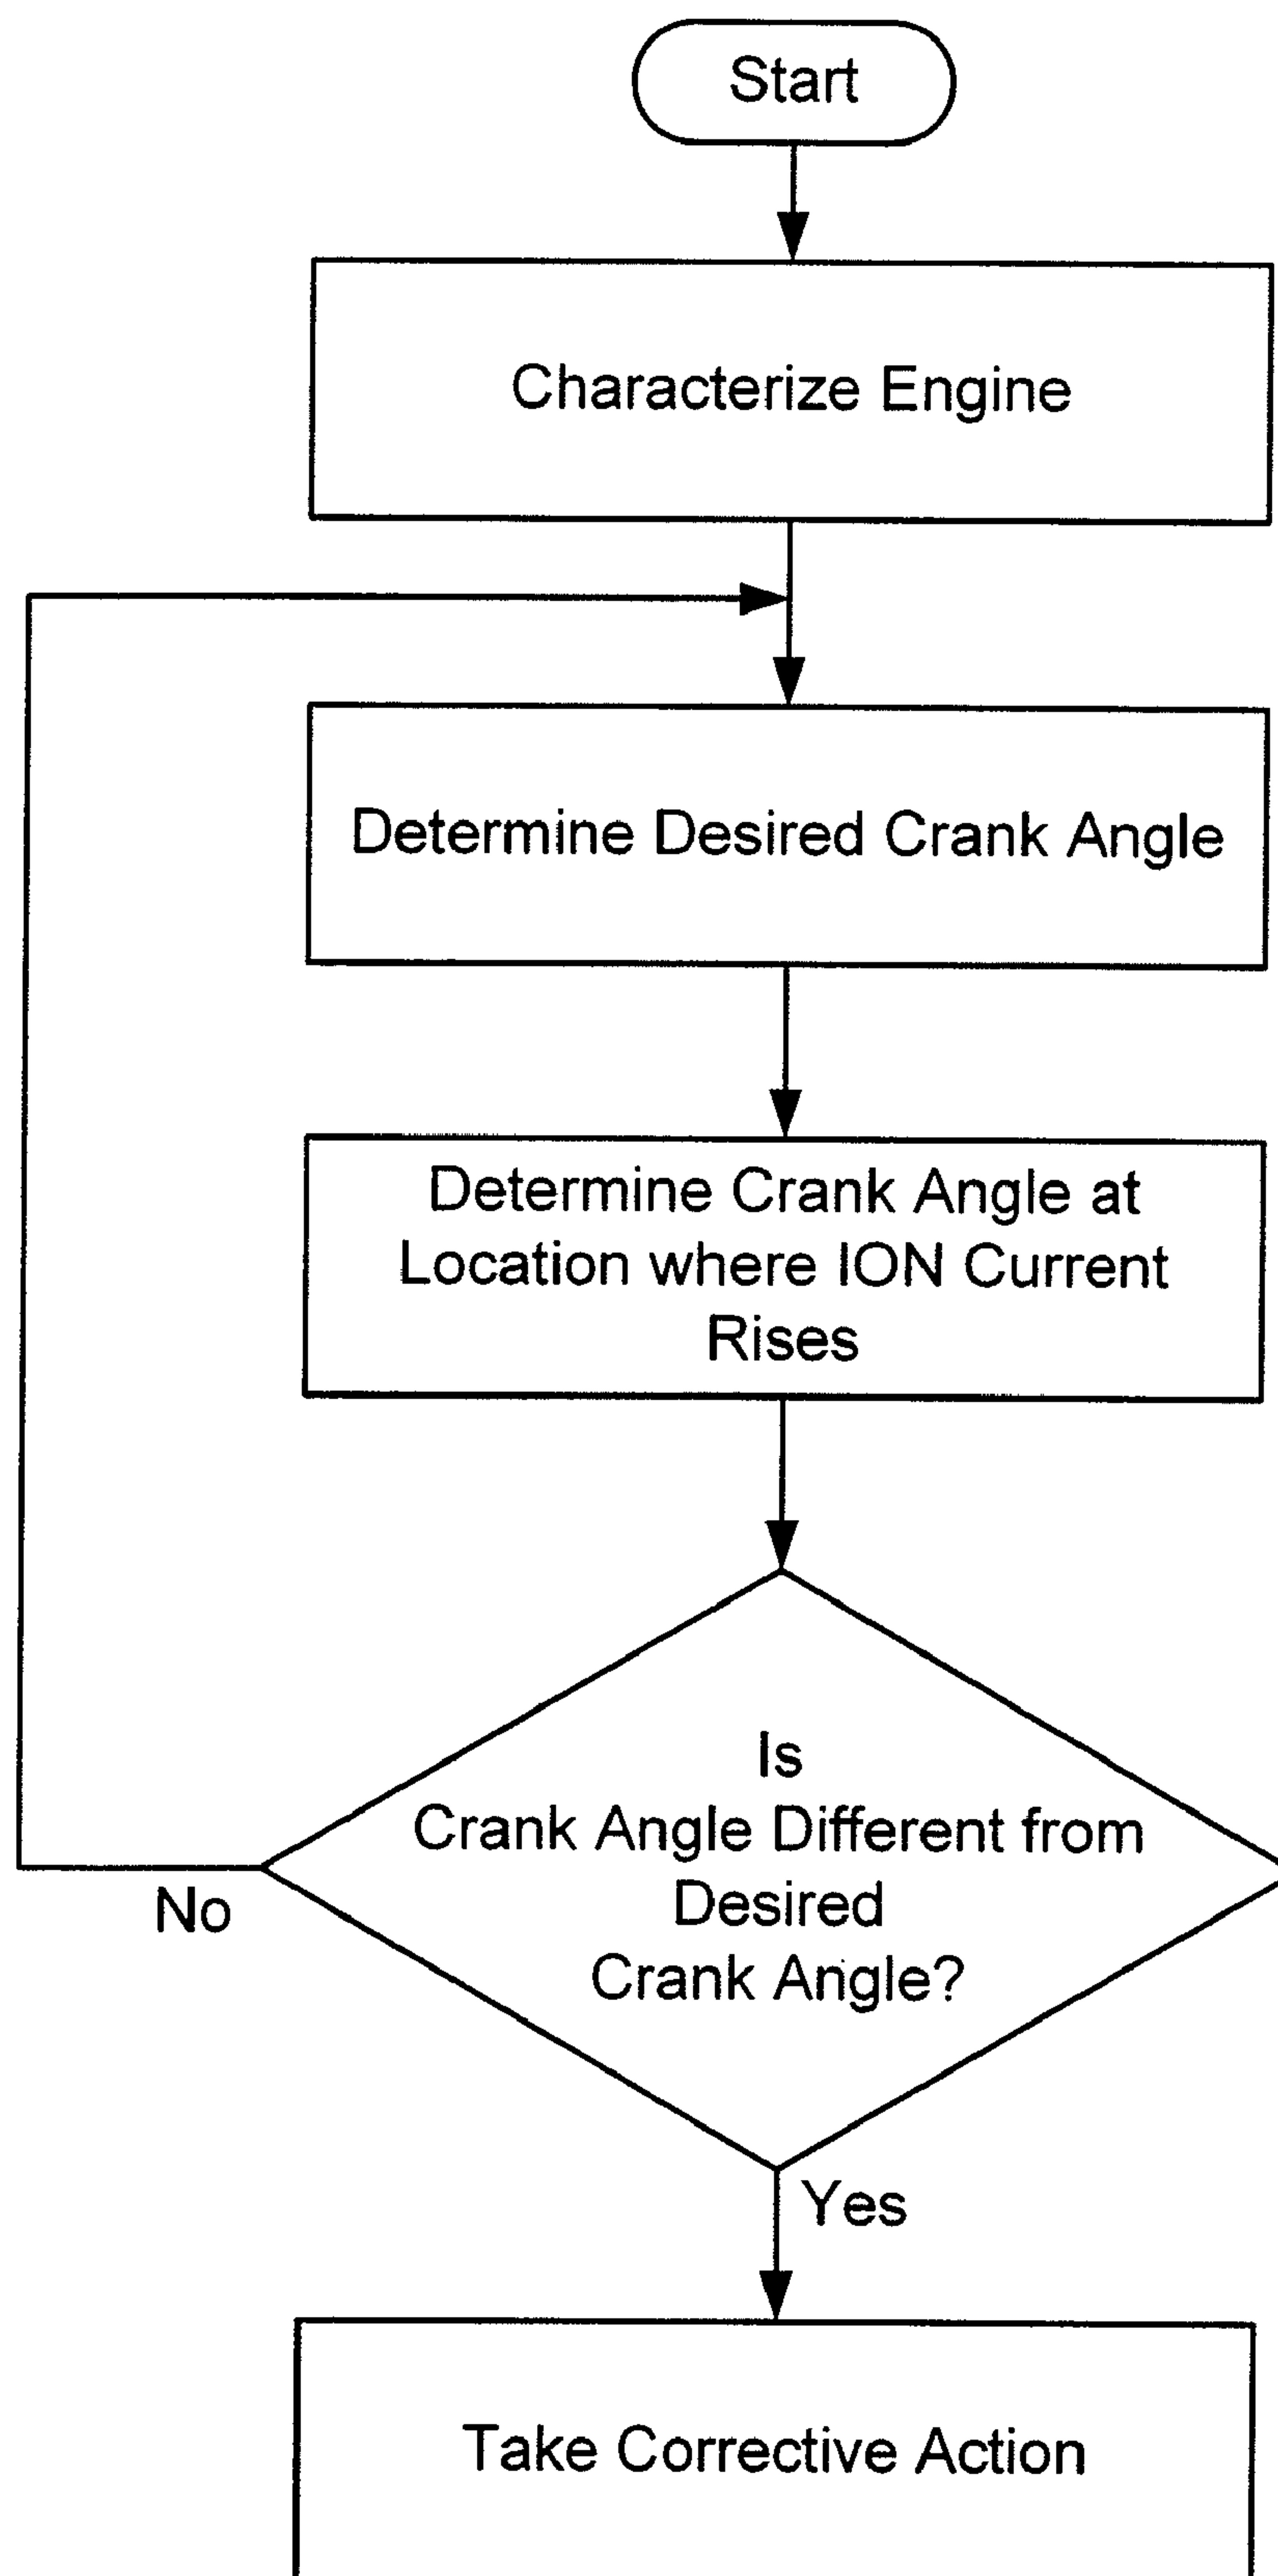 Start
Characterize Engine
Determine Desired Crank Angle
Determine Crank Angle at
Location where ION Current
Rises
Is
Crank Angle Different from
Desired
Crank Angle?
No
Yes
Take Corrective Action